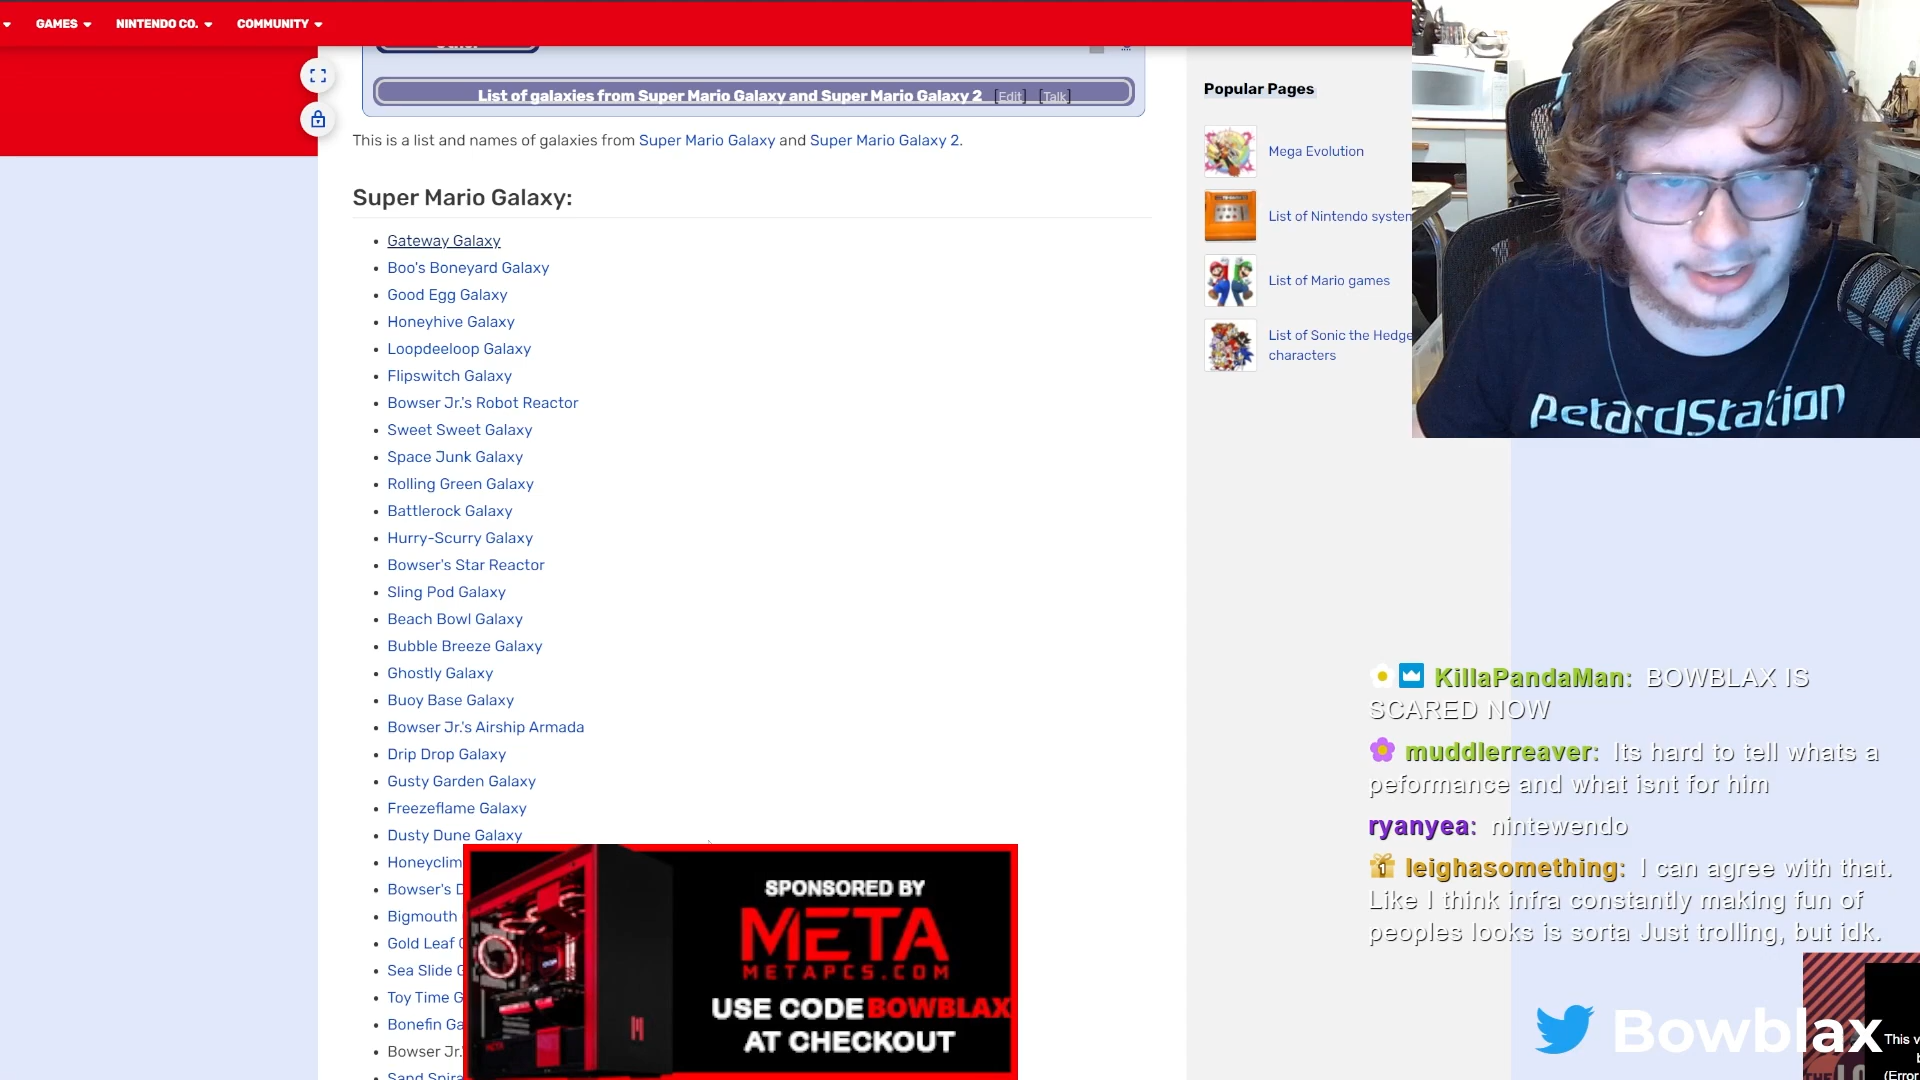 GAMES
NINTENDO CO.
COMMUNITY
List of galaxies from Super Mario Galaxy and Super Mario Galaxy 2 [Edit] [Talk]
This is a list and names of galaxies from Super Mario Galaxy and Super Mario Galaxy 2.
Super Mario Galaxy:
Gateway Galaxy
Boo's Boneyard Galaxy
Good Egg Galaxy
Honeyhive Galaxy
Loopdeeloop Galaxy
Flipswitch Galaxy
Bowser Jr.'s Robot Reactor
Sweet Sweet Galaxy
Space Junk Galaxy
Rolling Green Galaxy
Battlerock Galaxy
Hurry-Scurry Galaxy
Bowser's Star Reactor
Sling Pod Galaxy
Beach Bowl Galaxy
Bubble Breeze Galaxy
Ghostly Galaxy
Buoy Base Galaxy
Bowser Jr.'s Airship Armada
Drip Drop Galaxy
Gusty Garden Galaxy
Freezeflame Galaxy
Dusty Dune Galaxy
Honeyclim
Bowser's D
Bigmouth
Gold Leaf G
Sea Slide G
Toy Time G
Bonefin Ga
Bowser Jr.'
Sand Spira
Popular Pages
Mega Evolution
List of Nintendo system
List of Mario games
List of Sonic the Hedge
characters
RetardStation
KillaPandaMan: BOWBLAX IS
SCARED NOW
muddlerreaver: Its hard to tell whats a
peformance and what isnt for him
ryanyea: nintewendo
leighasomething: I can agree with that.
Like I think infra constantly making fun of
peoples looks is sorta Just trolling, but idk.
SPONSORED BY
META
METAPCS.COM
USE CODE BOWBLAX
AT CHECKOUT
Bowblax
This v
(Error